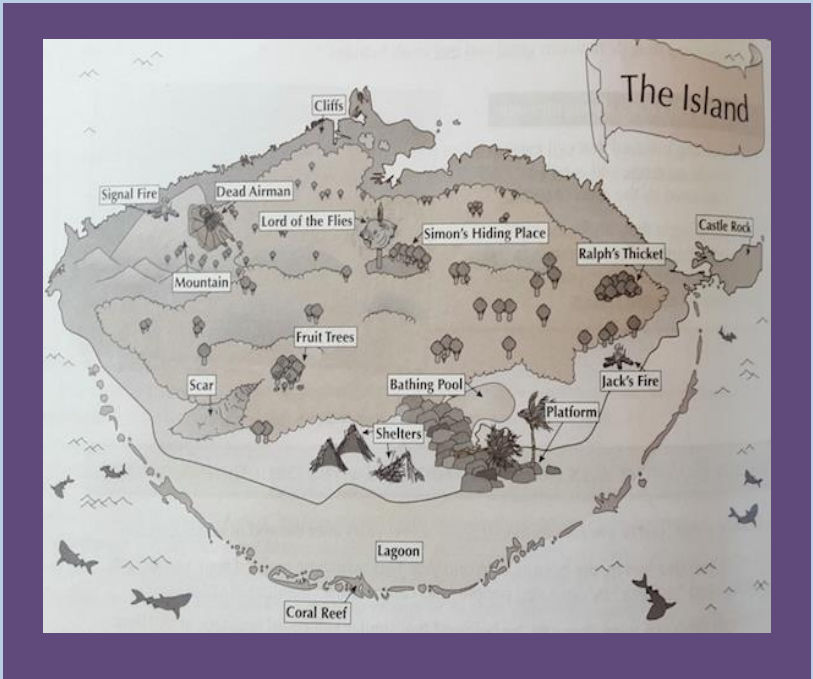 The Island
Cliffs
Signal Fire
Dead Airman
Lord of the Flies
Simon's Hiding Place
Castle Rock
Ralph's Thicket
Mountain
Fruit Trees
Scar
Bathing Pool
Jack's Fire
Platform
Shelters
Lagoon
Coral Reef